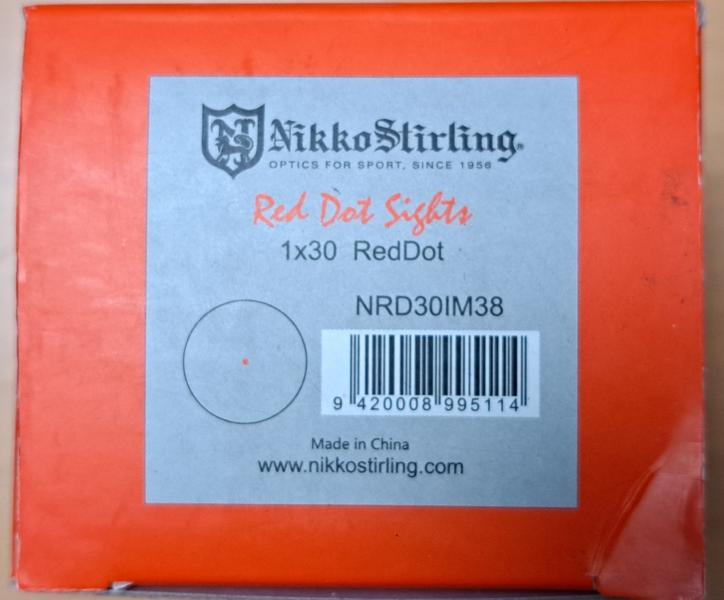 NikkoStirling®
OPTICS FOR SPORT, SINCE 1956
Red Dot Sights
1x30 RedDot
NRD30IM38
9 420008 995114
Made in China
www.nikkostirling.com